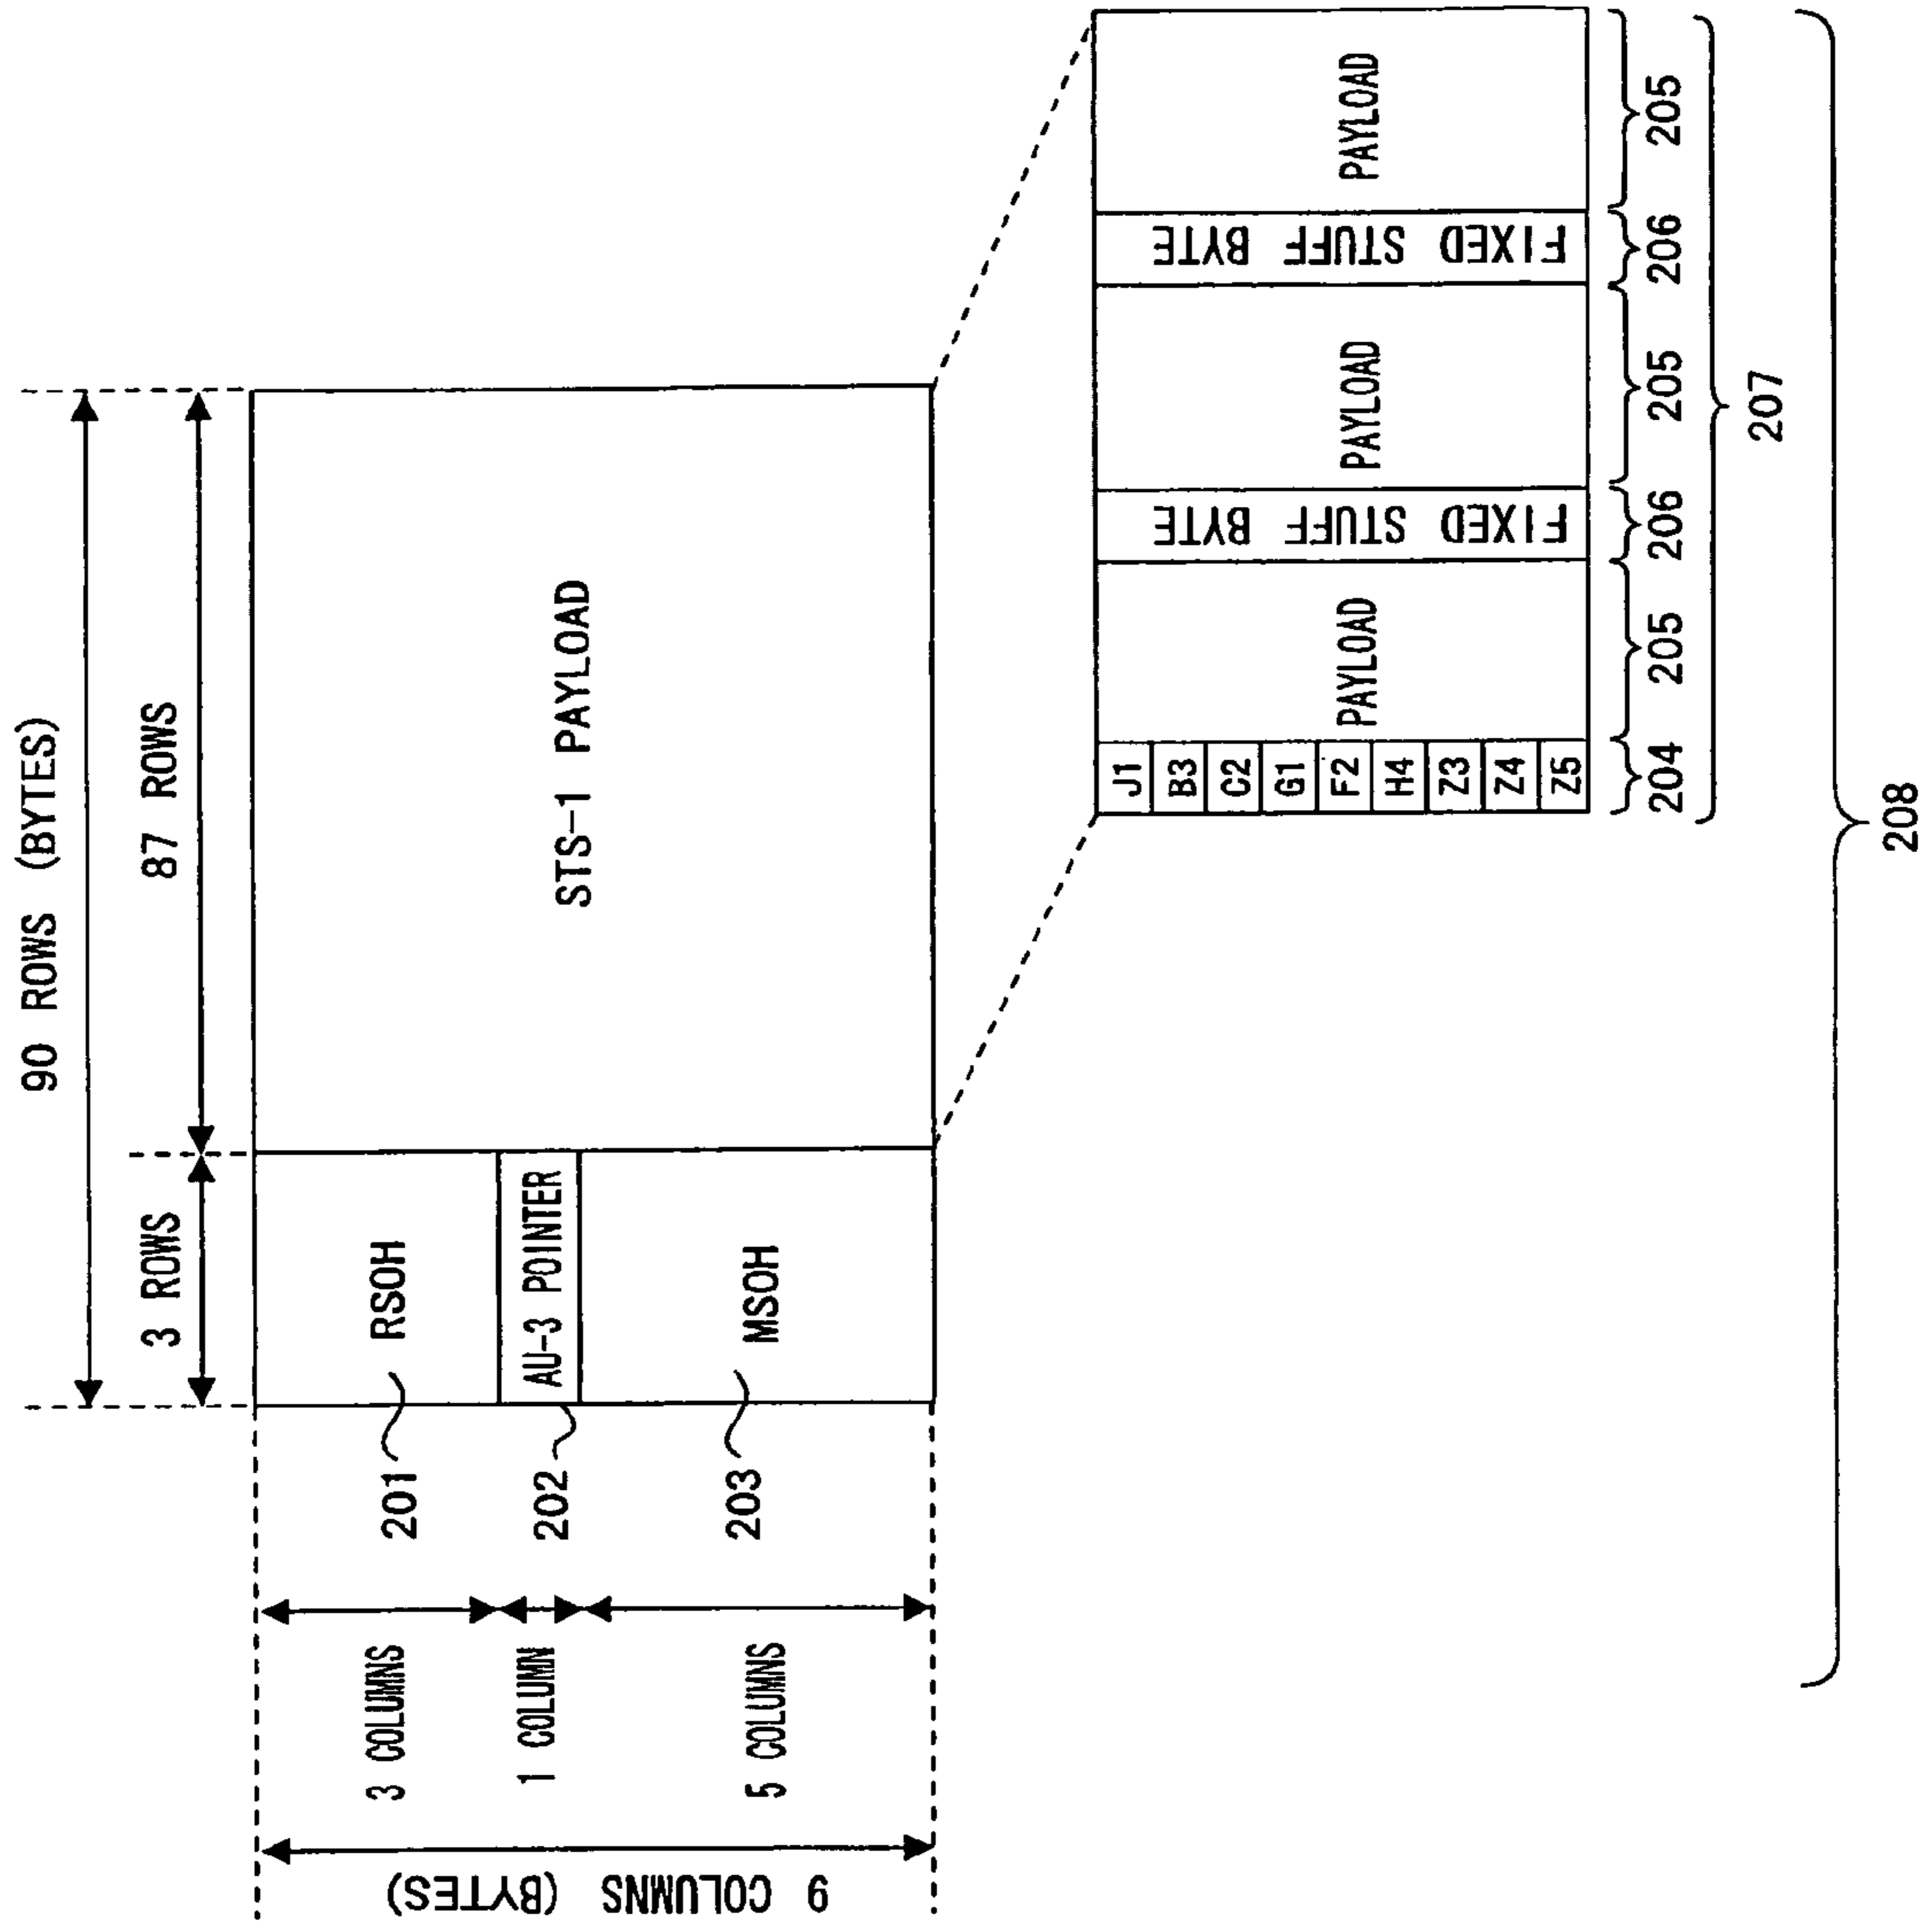 90 ROWS (BYTES)
3 ROWS
87 ROWS
9 COLUMNS (BYTES)
3 COLUMNS
1 COLUMN
5 COLUMNS
201
202
203
RSOH
AU-3 POINTER
MSOH
STS-1 PAYLOAD
J1
B3
C2
G1
F2
H4
Z3
Z4
Z5
PAYLOAD
FIXED STUFF BYTE
PAYLOAD
FIXED STUFF BYTE
PAYLOAD
204
205
206
205
206
205
207
208